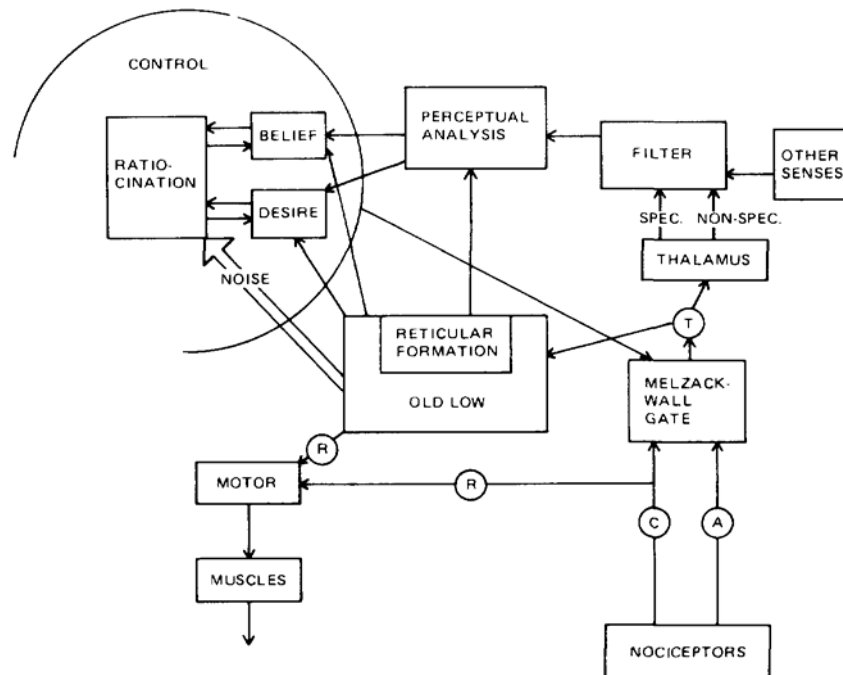 CONTROL
RATIO-
CINATION
BELIEF
DESIRE
PERCEPTUAL
ANALYSIS
FILTER
OTHER
SENSES
SPEC.
NON-SPEC.
THALAMUS
NOISE
T
RETICULAR
FORMATION
OLD LOW
MELZACK-
WALL
GATE
R
MOTOR
R
C
A
MUSCLES
NOCICEPTORS